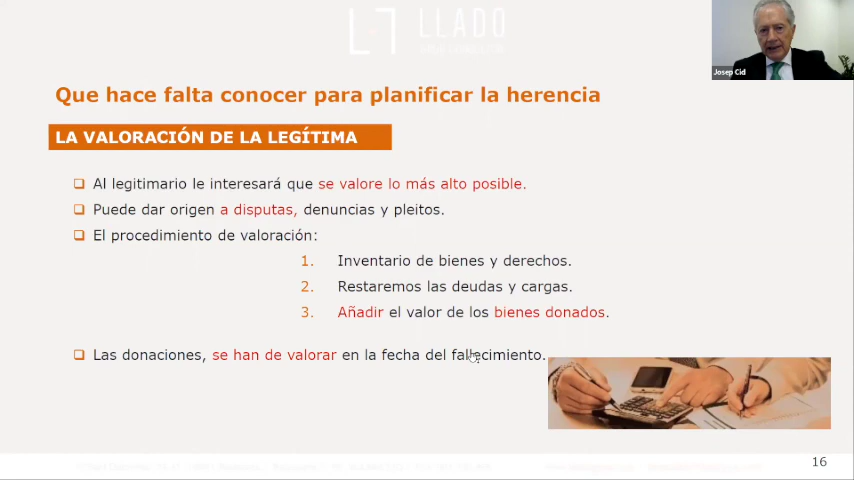 LLADÓ
Josep Cid
Que hace falta conocer para planificar la herencia
LA VALORACIÓN DE LA LEGÍTIMA
Al legitimario le interesará que se valore lo más alto posible.
Puede dar origen a disputas, denuncias y pleitos.
El procedimiento de valoración:
1. Inventario de bienes y derechos.
2. Restaremos las deudas y cargas.
3. Añadir el valor de los bienes donados.
Las donaciones, se han de valorar en la fecha del fallecimiento.
16